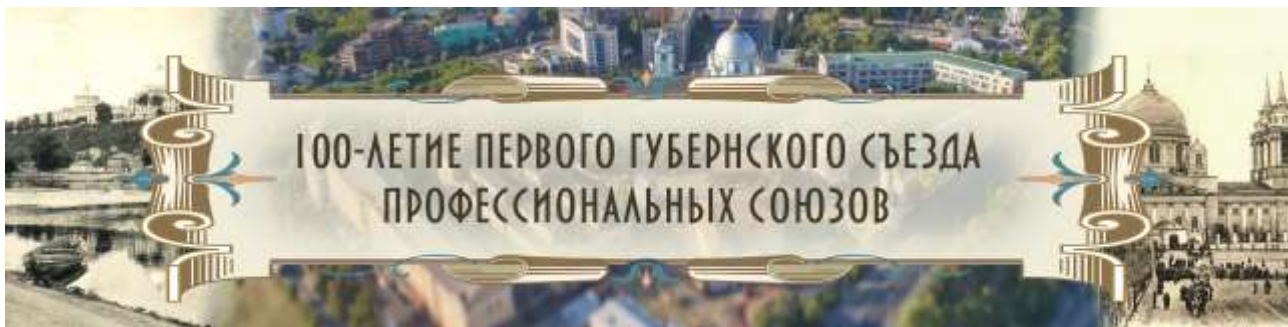 100-ЛЕТИЕ ПЕРВОГО ГУБЕРНСКОГО СЪЕЗДА
ПРОФЕССИОНАЛЬНЫХ СОЮЗОВ